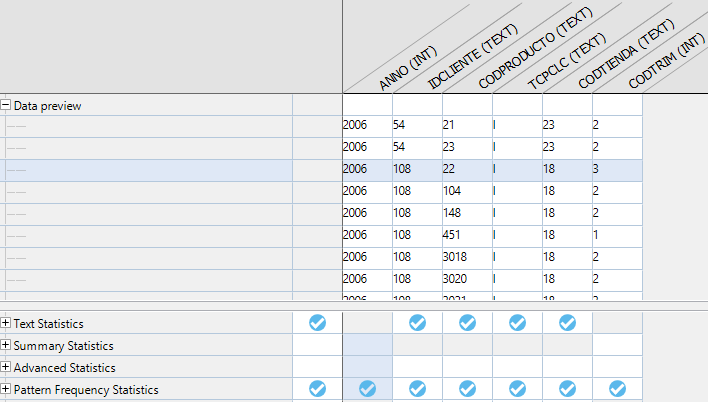 ANNO (INT) IDCLIENTE (TEXT) CODPRODUCTO (TEXT) TCPCLC (TEXT) CODTIENDA (TEXT) CODTRIM (INT)
Data preview
2006 54 21 I 23 2
2006 54 23 I 23 2
2006 108 22 I 18 3
2006 108 104 I 18 2
2006 108 148 I 18 2
2006 108 451 I 18 1
2006 108 3018 I 18 2
2006 108 3020 I 18 2
2006 108 3021 I 18
Text Statistics
Summary Statistics
Advanced Statistics
Pattern Frequency Statistics